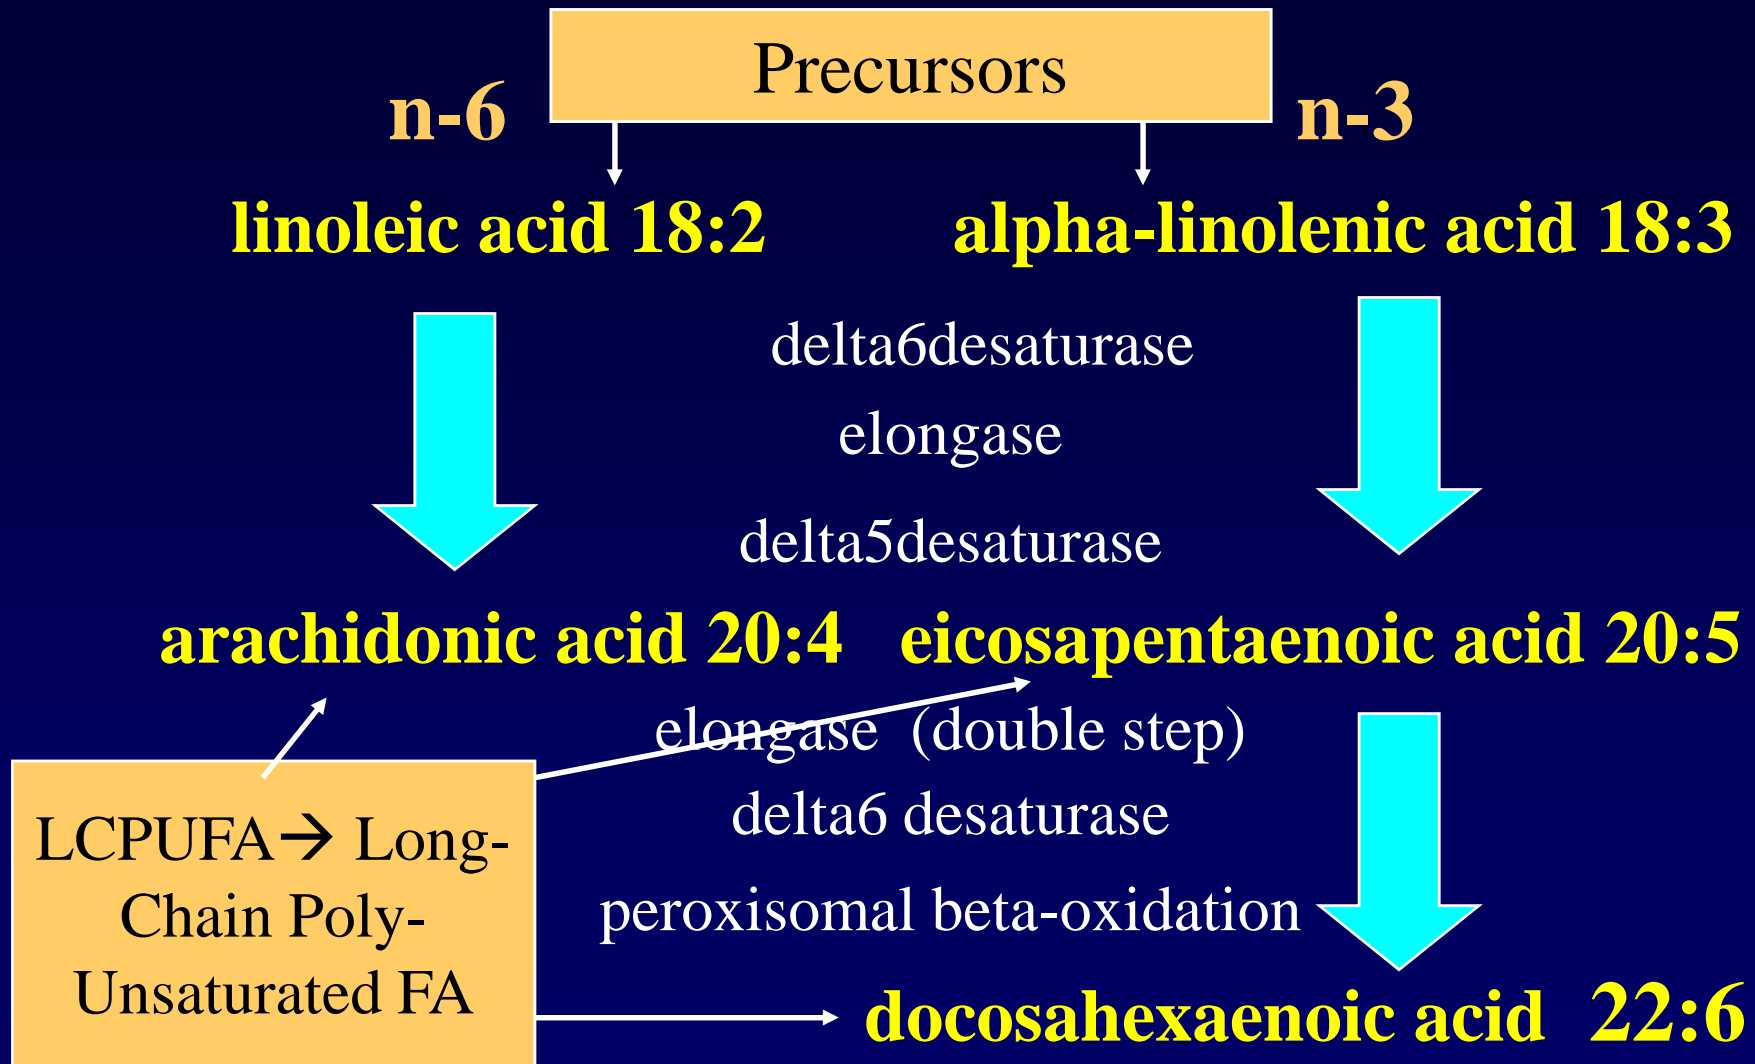 Precursors
n-6
n-3
linoleic acid 18:2
alpha-linolenic acid 18:3
delta6desaturase
elongase
delta5desaturase
arachidonic acid 20:4
eicosapentaenoic acid 20:5
elongase (double step)
delta6 desaturase
peroxisomal beta-oxidation
LCPUFA→ Long-
Chain Poly-
Unsaturated FA
docosahexaenoic acid 22:6